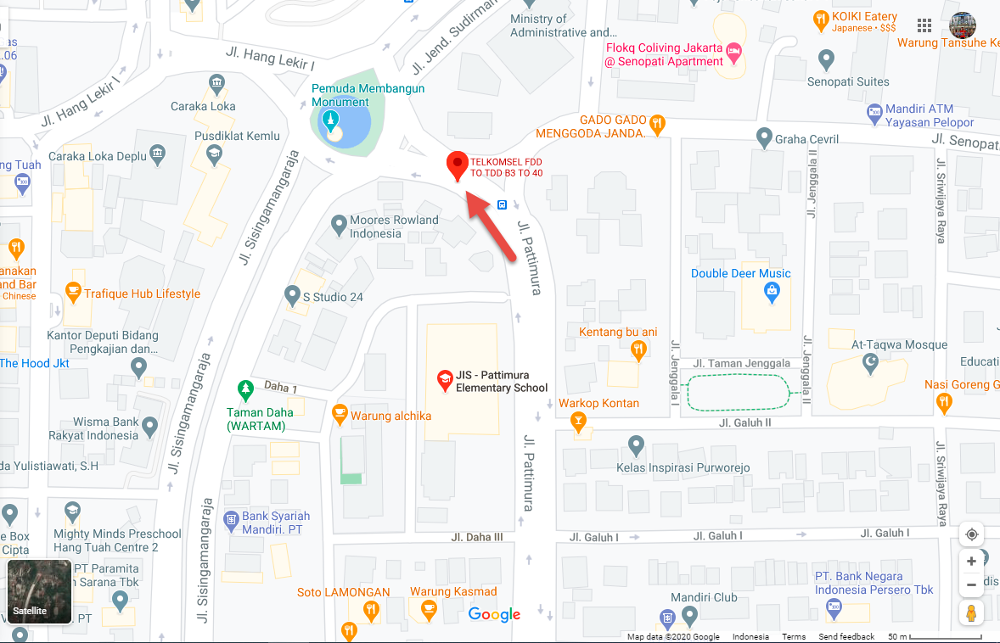 Ministry of
Administrative and...
KOIKI Eatery
Japanese • $$$
Warung Tansuhe Ke
as
.06
Jl. Hang Lekir I
Jl. Jend. Sudirman
Flokq Coliving Jakarta
@ Senopati Apartment
Senopati Suites
Jl. Hang Lekir I
Caraka Loka
Pemuda Membangun
Monument
Mandiri ATM
Yayasan Pelopor
GADO GADO
MENGGODA JANDA.
Pusdiklat Kemlu
Graha Cevril
Jl. Senopati
Caraka Loka Deplu
ng Tuah
TELKOMSEL FDD
TO TDD B3 TO 40
Jl. Sisingamangaraja
Jl. Jenggala II
Jl. Sriwijaya Raya
Moores Rowland
Indonesia
Jl. Pattimura
anakan
and Bar
Chinese
Trafique Hub Lifestyle
S Studio 24
Double Deer Music
Kantor Deputi Bidang
Pengkajian dan...
Kentang bu ani
The Hood Jkt
Jl. Jenggala I
Jl. Taman Jenggala
Jl. Jenggala II
At-Taqwa Mosque
Educati
JIS - Pattimura
Elementary School
Daha 1
Nasi Goreng G
Taman Daha
(WARTAM)
Warung alchika
Warkop Kontan
Wisma Bank
Rakyat Indonesia
Jl. Sisingamangaraja
Jl. Galuh II
Jl. Pattimura
Jl. Sriwijaya Raya
da Yulistiawati, S.H
Kelas Inspirasi Purworejo
Bank Syariah
Mandiri. PT
Jl. Sisingamangaraja
e Box
Cipta
Mighty Minds Preschool
Hang Tuah Centre 2
Jl. Daha III
Jl. Galuh I
Jl. Galuh I
Jl. Galuh I
PT Paramita
n Sarana Tbk
Satellite
, PT
Soto LAMONGAN
Warung Kasmad
PT. Bank Negara
Indonesia Persero Tbk
dis
Mandiri Club
Google
Map data ©2020 Google
Indonesia
Terms
Send feedback
50 m